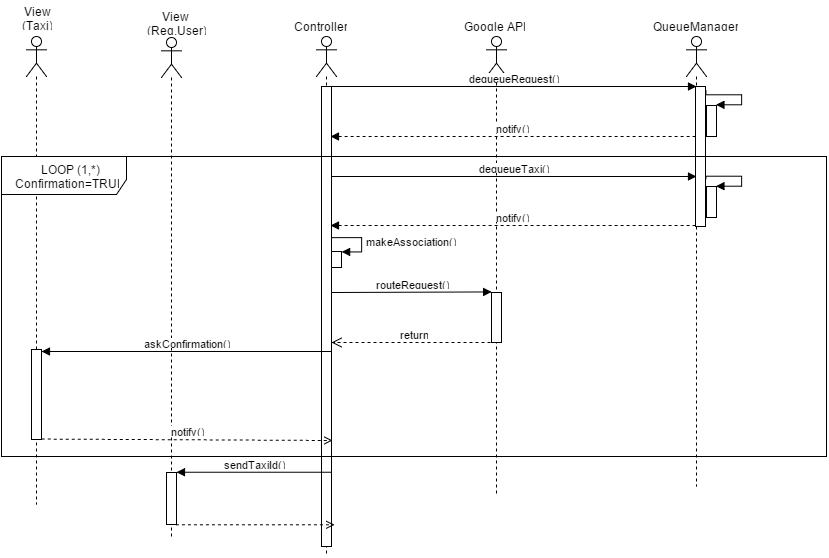 View
(Taxi)
View
(Reg.User)
Controller
Google API
QueueManager
dequeueRequest()
notify()
LOOP (1,*)
Confirmation=TRUE
dequeueTaxi()
notify()
makeAssociation()
routeRequest()
return
askConfirmation()
notify()
sendTaxiId()